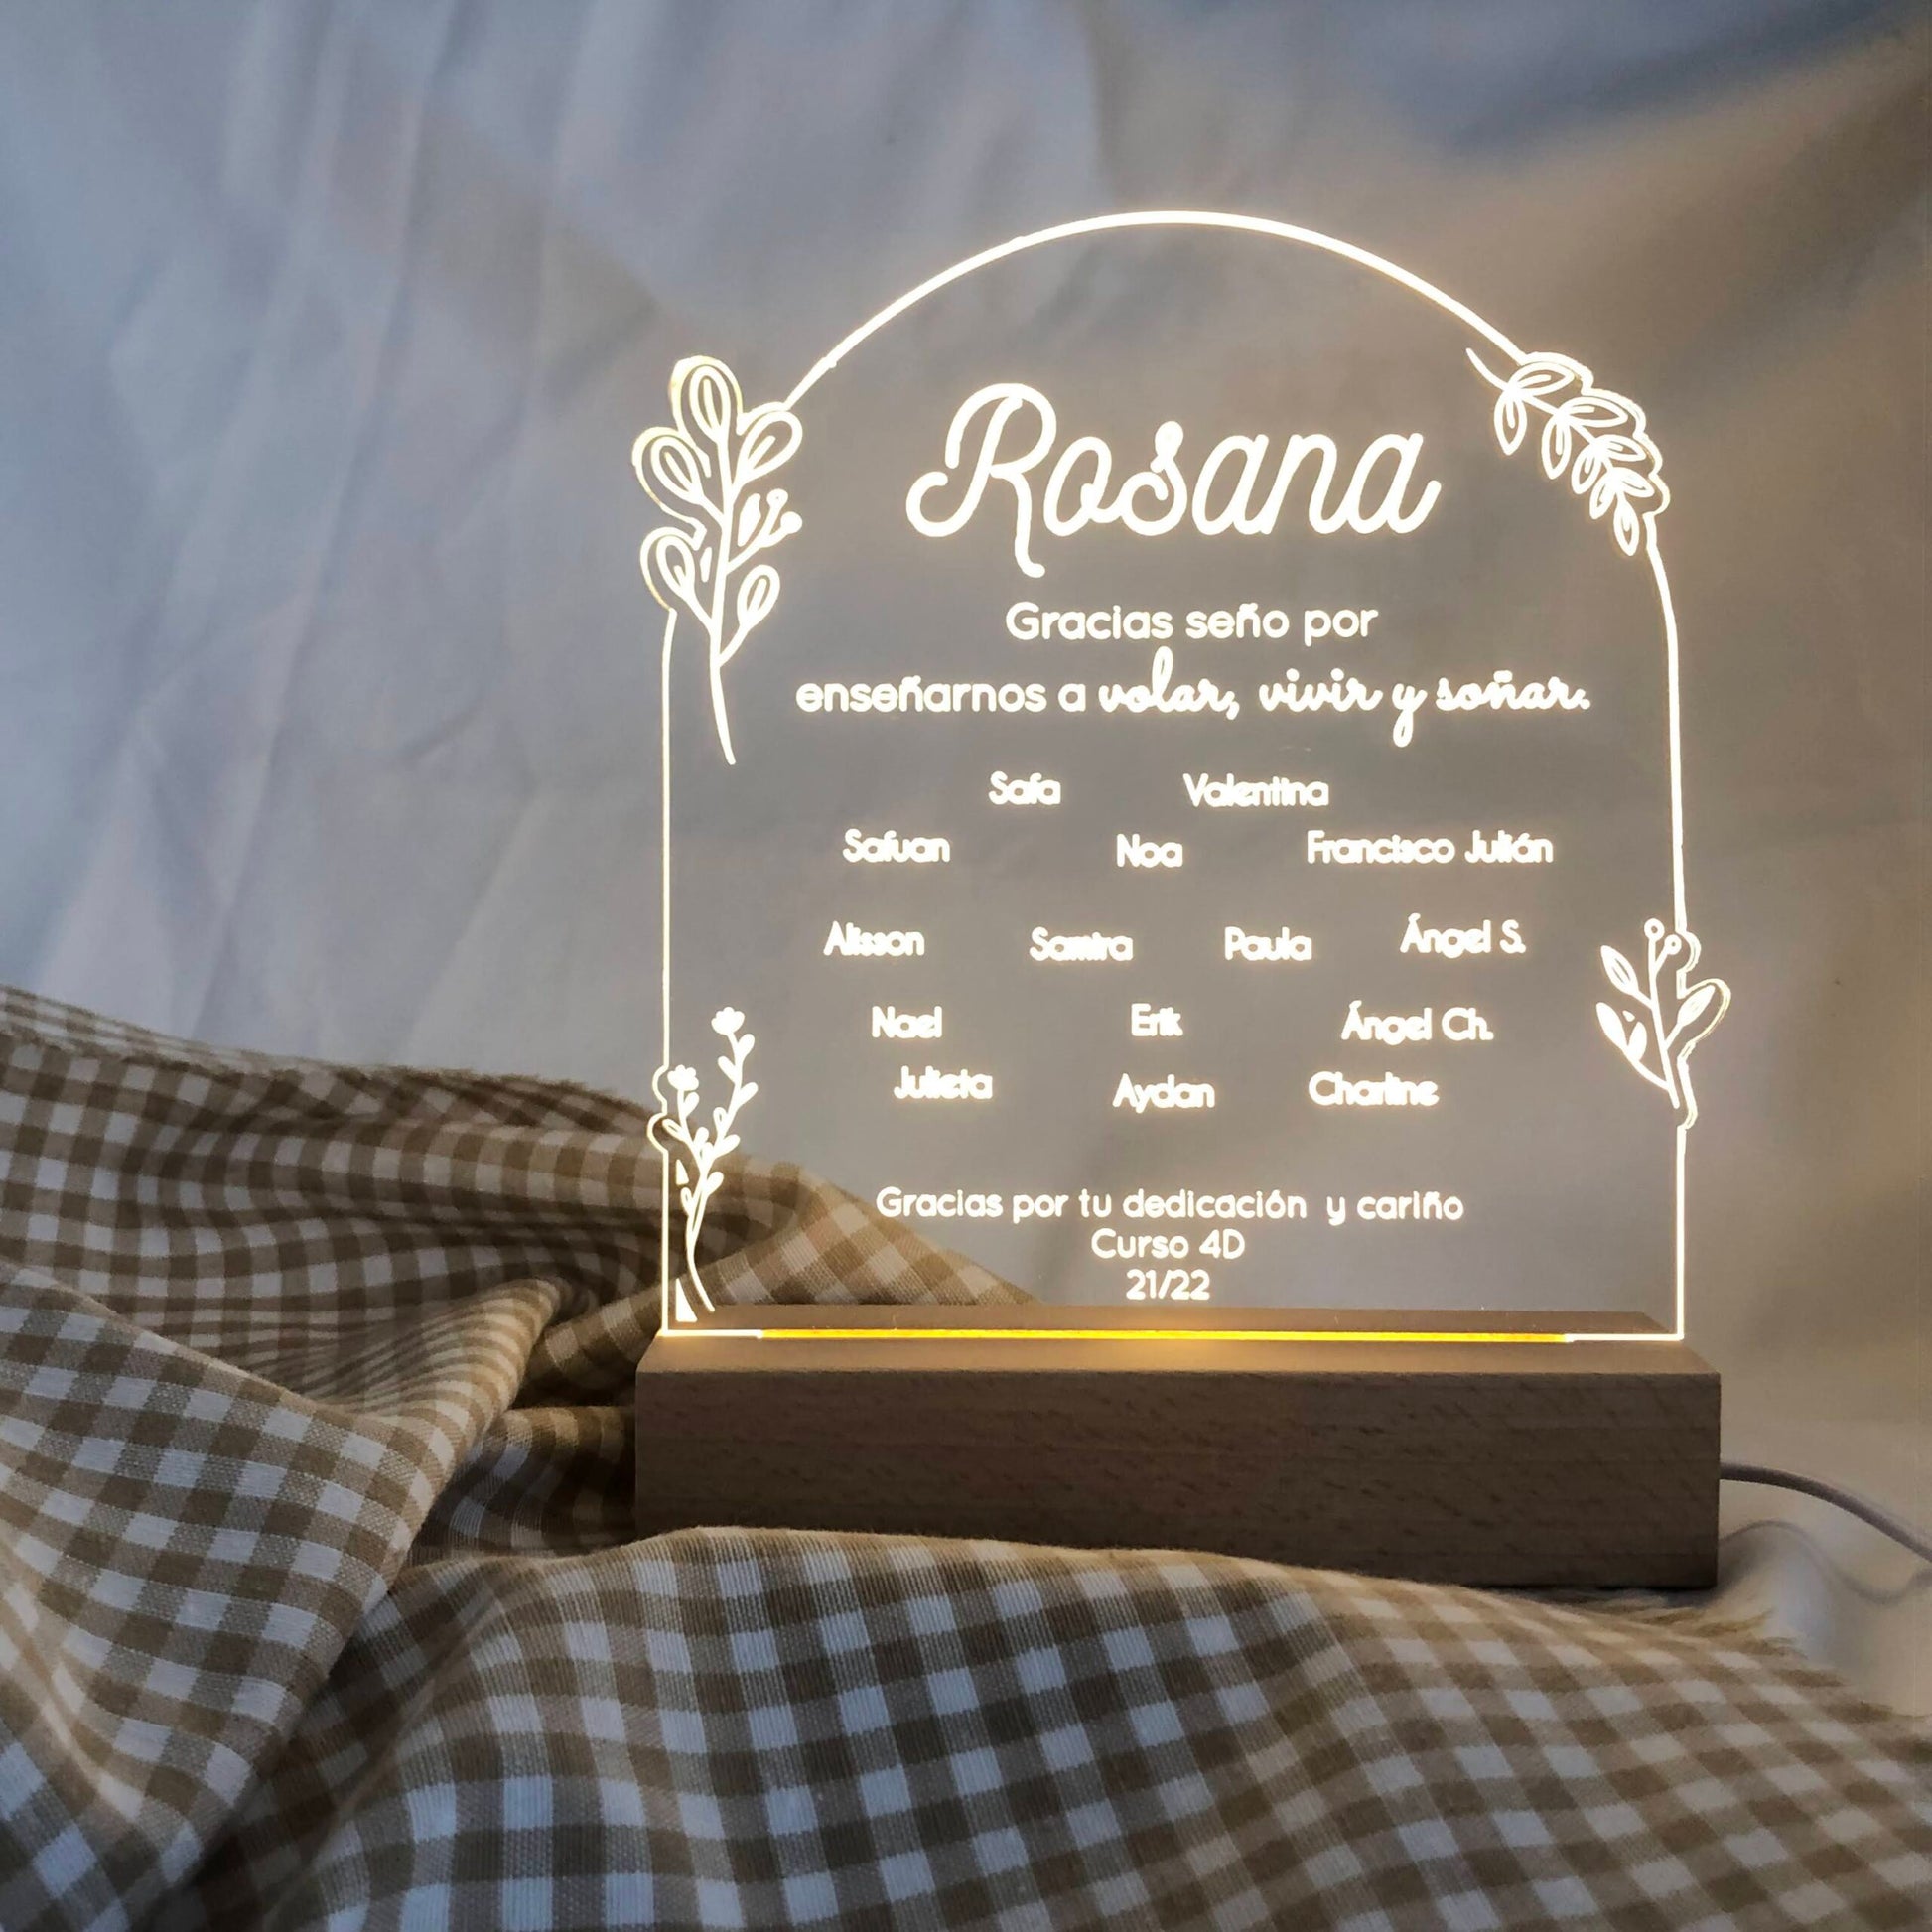 Rosana
Gracias seño por
enseñarnos a volar, vivir y soñar.
Safa Valentina
Safuan Noa Francisco Julián
Alisson Samira Paula Ángel S.
Nael Erik Ángel Ch.
Julieta Aydan Charline
Gracias por tu dedicación y cariño
Curso 4D
21/22